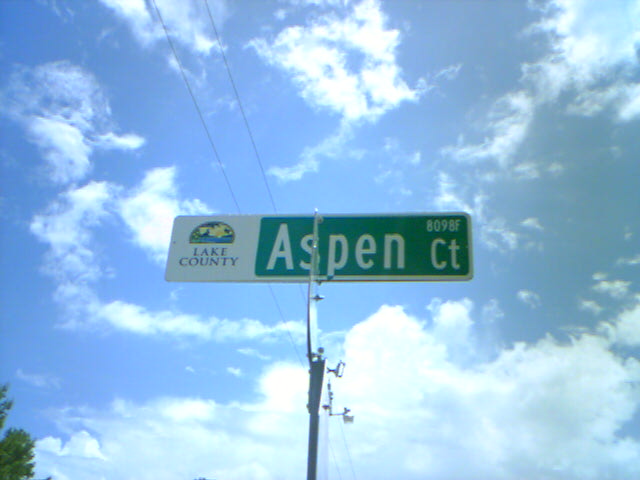 LAKE
COUNTY
8098F
Aspen Ct